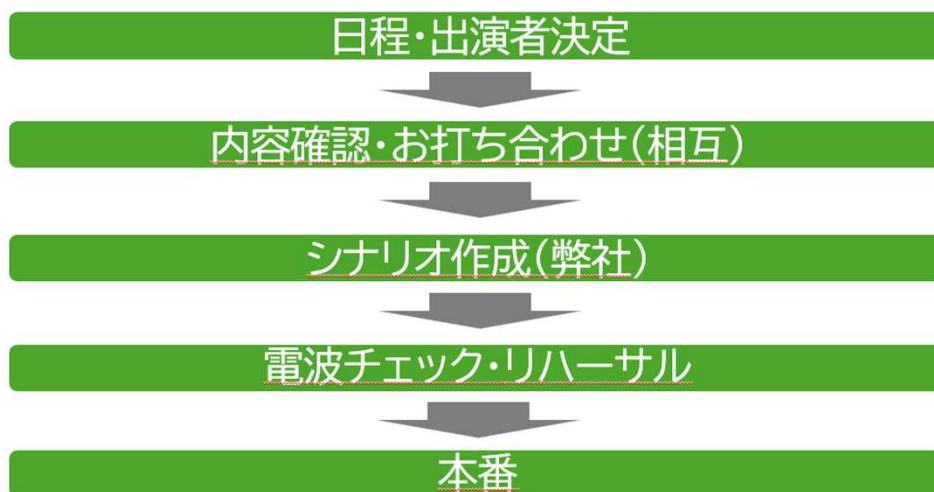 日程・出演者決定
内容確認・お打ち合わせ(相互)
シナリオ作成(弊社)
電波チェック・リハーサル
本番